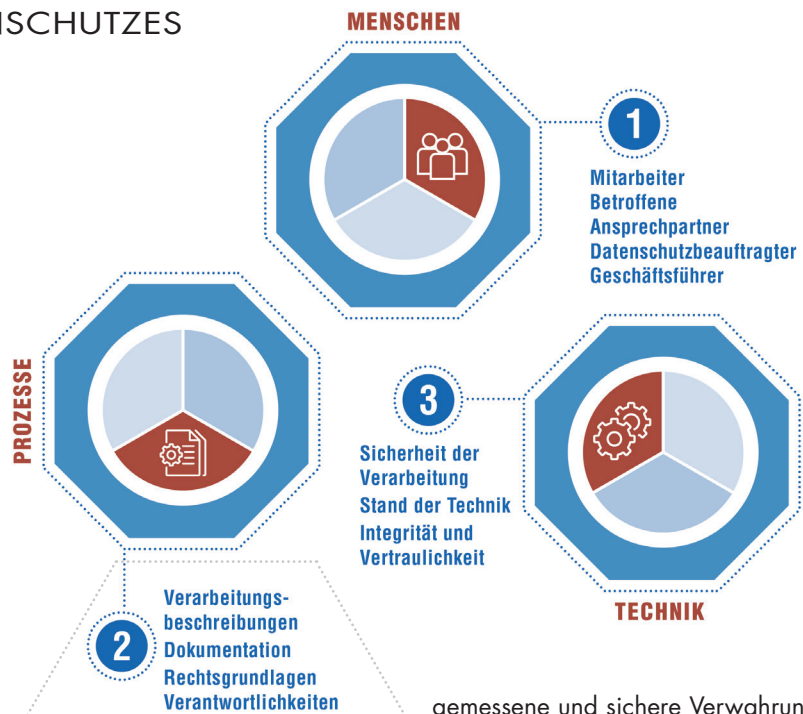 NSCHUTZES
MENSCHEN
1
Mitarbeiter
Betroffene
Ansprechpartner
Datenschutzbeauftragter
Geschäftsführer
PROZESSE
3
Sicherheit der
Verarbeitung
Stand der Technik
Integrität und
Vertraulichkeit
TECHNIK
2
Verarbeitungs-
beschreibungen
Dokumentation
Rechtsgrundlagen
Verantwortlichkeiten
gemessene und sichere Verwahrun